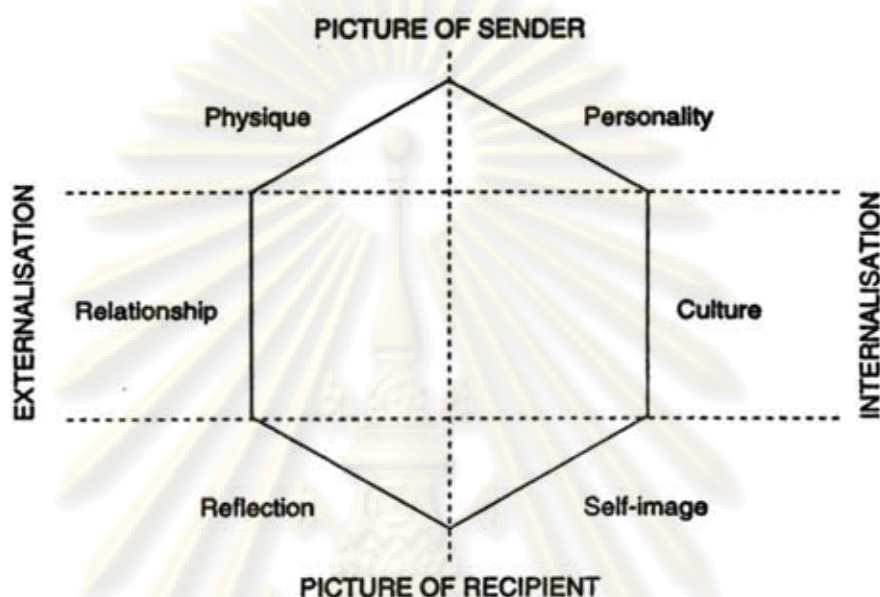 PICTURE OF SENDER
Physique
Personality
EXTERNALISATION
INTERNALISATION
Relationship
Culture
Reflection
Self-image
PICTURE OF RECIPIENT